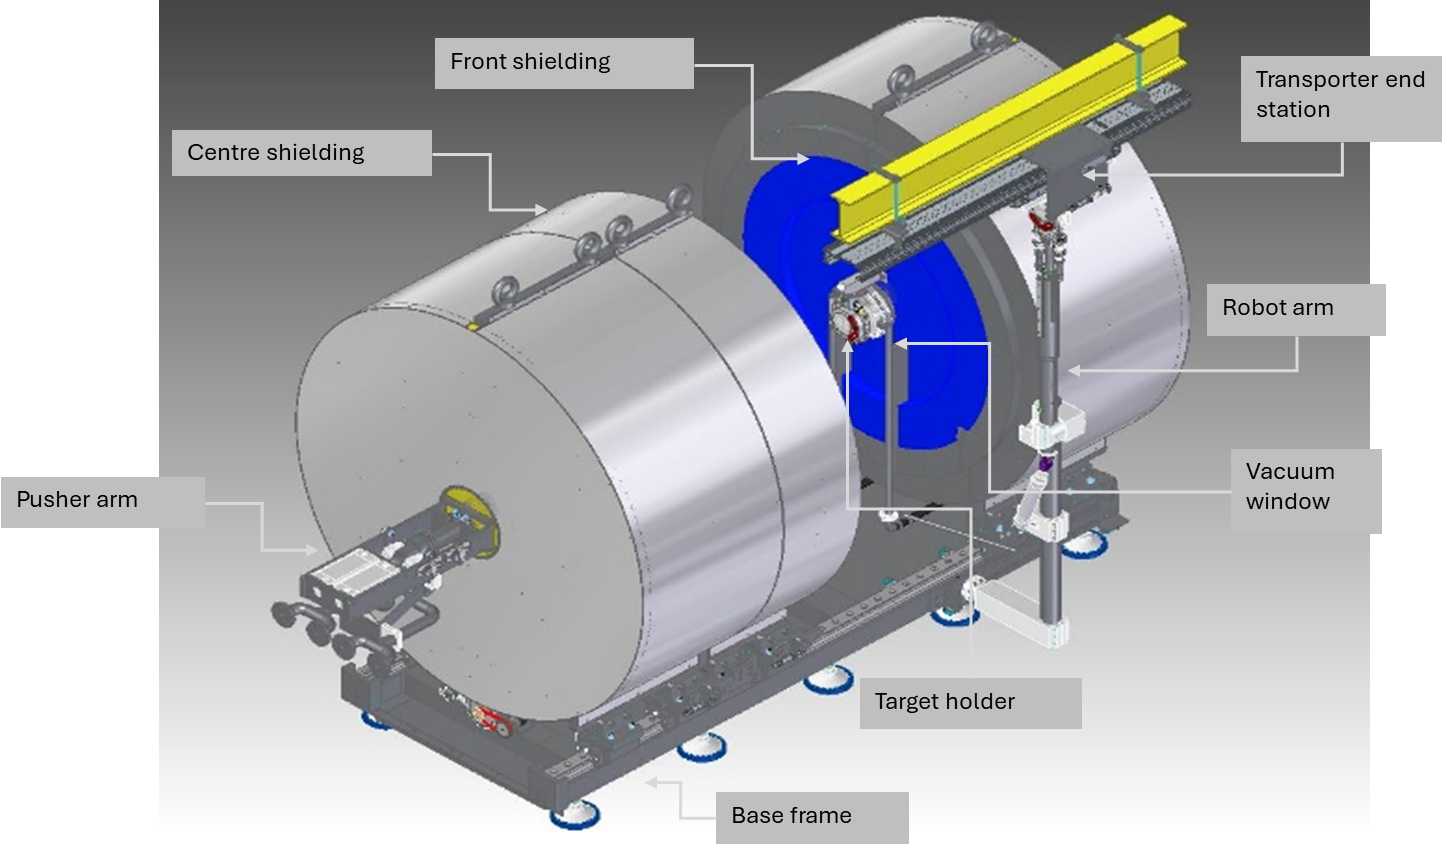 Front shielding
Transporter end
station
Centre shielding
Robot arm
Vacuum
window
Pusher arm
Target holder
Base frame